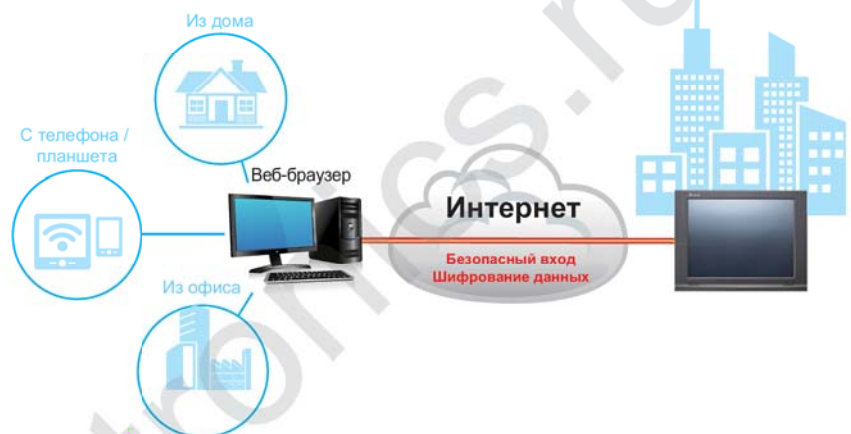 Из дома
С телефона /
планшета
Веб-браузер
Интернет
Безопасный вход
Шифрование данных
Из офиса